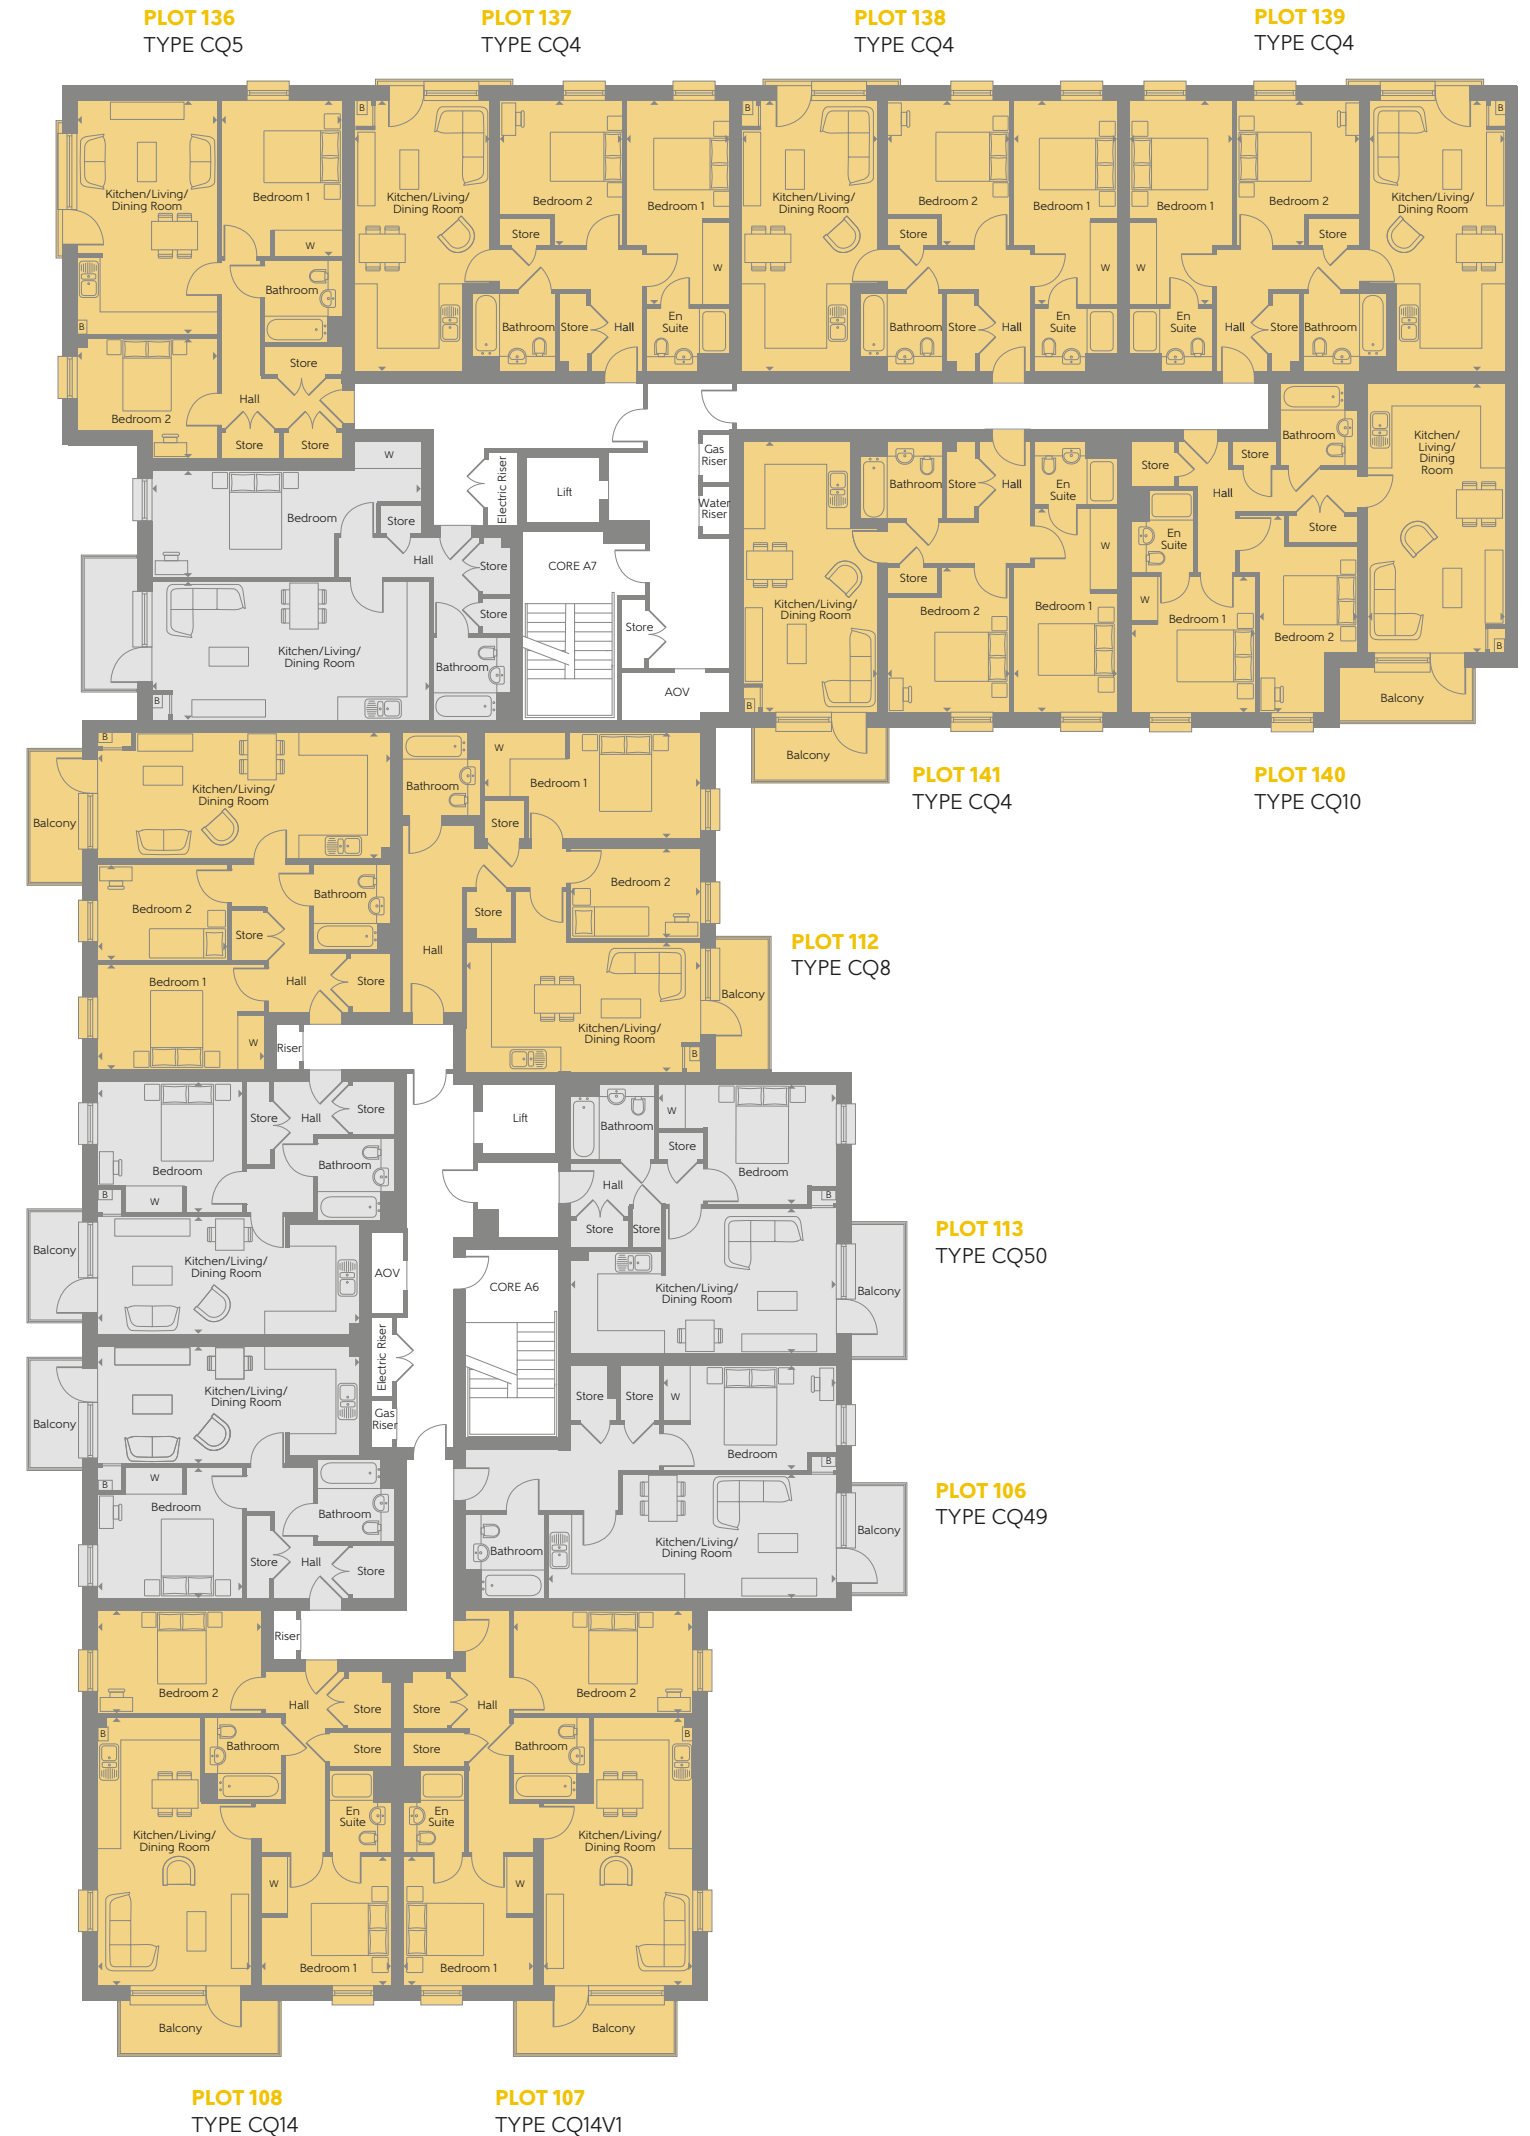 PLOT 136
TYPE CQ5
PLOT 137
TYPE CQ4
PLOT 138
TYPE CQ4
PLOT 139
TYPE CQ4
Kitchen/Living/
Dining Room
B
Bedroom 1
W
Bathroom
Bedroom 2
Hall
Store
Store
Store
B
Kitchen/Living/
Dining Room
Bedroom 2
Store
Bedroom 1
W
Bathroom
Store
Hall
En
Suite
B
Kitchen/Living/
Dining Room
Bedroom 2
Store
Bedroom 1
W
Bathroom
Store
Hall
En
Suite
Bedroom 1
W
Bedroom 2
Store
B
Kitchen/Living/
Dining Room
En
Suite
Hall
Store
Bathroom
W
Bedroom
Store
Hall
Store
Store
Kitchen/Living/
Dining Room
Bathroom
B
Electric Riser
Lift
CORE A7
Store
AOV
Gas
Riser
Water
Riser
Kitchen/Living/
Dining Room
B
Bathroom
Store
Hall
En
Suite
Store
W
Bedroom 2
Bedroom 1
Balcony
Store
Store
Bathroom
Hall
Store
En
Suite
W
Bedroom 1
Bedroom 2
Kitchen/
Living/
Dining
Room
B
Balcony
PLOT 141
TYPE CQ4
PLOT 140
TYPE CQ10
B
Kitchen/Living/
Dining Room
Balcony
Bedroom 2
Store
Bathroom
Bedroom 1
Hall
Store
W
Bathroom
W
Bedroom 1
Store
Bedroom 2
Store
Hall
Kitchen/Living/
Dining Room
B
Balcony
PLOT 112
TYPE CQ8
Riser
Bedroom
Store
Hall
Store
Bathroom
B
W
Balcony
Kitchen/Living/
Dining Room
AOV
Lift
CORE A6
Bathroom
W
Store
Bedroom
B
Hall
Store
Store
Kitchen/Living/
Dining Room
Balcony
PLOT 113
TYPE CQ50
Electric Riser
Gas
Riser
Balcony
Kitchen/Living/
Dining Room
B
W
Bedroom
Bathroom
Store
Hall
Store
Store
Store
W
Bedroom
B
Bathroom
Kitchen/Living/
Dining Room
Balcony
PLOT 106
TYPE CQ49
Riser
Bedroom 2
Hall
Store
Store
B
Bathroom
En
Suite
Kitchen/Living/
Dining Room
W
Bedroom 1
Balcony
Store
Hall
Bedroom 2
Store
Bathroom
B
En
Suite
Kitchen/Living/
Dining Room
W
Bedroom 1
Balcony
PLOT 108
TYPE CQ14
PLOT 107
TYPE CQ14V1